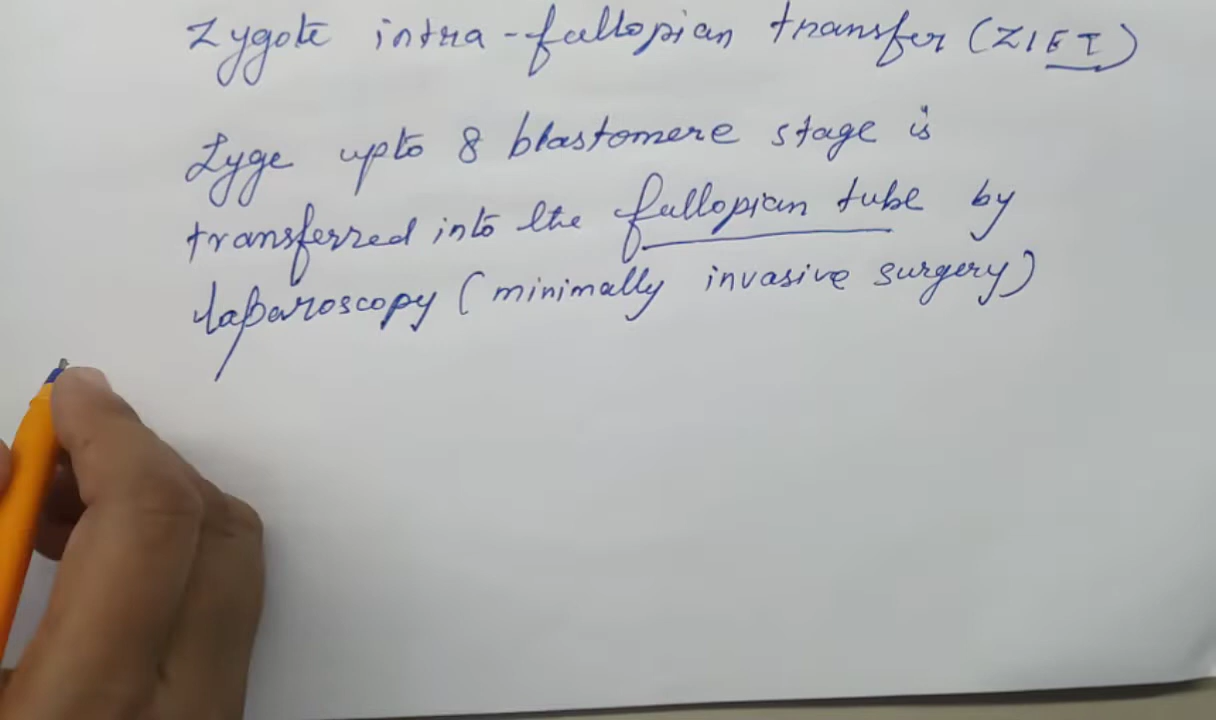 Zygote intra-fallopian transfer (ZIET)
Zyge upto 8 blastomere stage is
transferred into the fallopian tube by
laparoscopy (minimally invasive surgery)